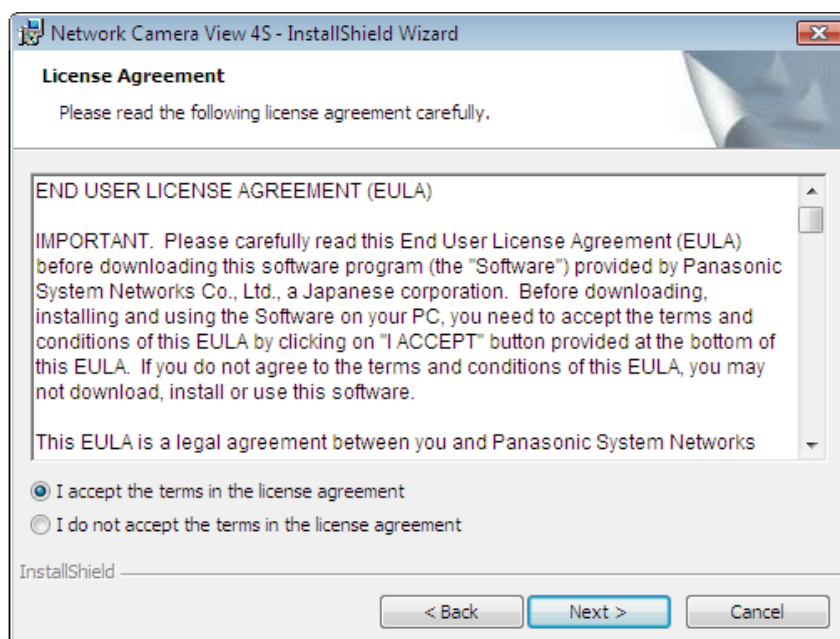 Network Camera View 4S - InstallShield Wizard
License Agreement
Please read the following license agreement carefully.
END USER LICENSE AGREEMENT (EULA)
IMPORTANT.  Please carefully read this End User License Agreement (EULA)
before downloading this software program (the "Software") provided by Panasonic
System Networks Co., Ltd., a Japanese corporation.  Before downloading,
installing and using the Software on your PC, you need to accept the terms and
conditions of this EULA by clicking on "I ACCEPT" button provided at the bottom of
this EULA.  If you do not agree to the terms and conditions of this EULA, you may
not download, install or use this software.
This EULA is a legal agreement between you and Panasonic System Networks
I accept the terms in the license agreement
I do not accept the terms in the license agreement
InstallShield
< Back
Next >
Cancel